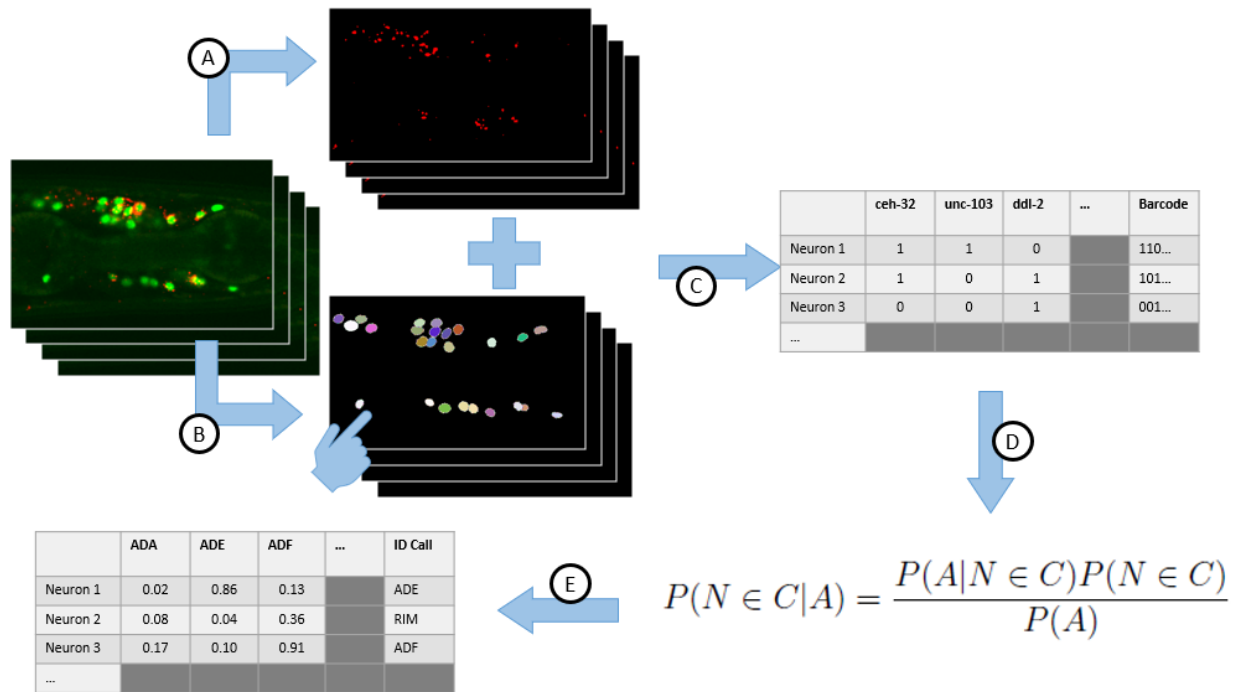 A
B
C
ceh-32 unc-103 ddl-2 ... Barcode
Neuron 1 1 1 0 110...
Neuron 2 1 0 1 101...
Neuron 3 0 0 1 001...
...
D
P(N ∈ C|A) = P(A|N ∈ C)P(N ∈ C) / P(A)
E
ADA ADE ADF ... ID Call
Neuron 1 0.02 0.86 0.13 ADE
Neuron 2 0.08 0.04 0.36 RIM
Neuron 3 0.17 0.10 0.91 ADF
...